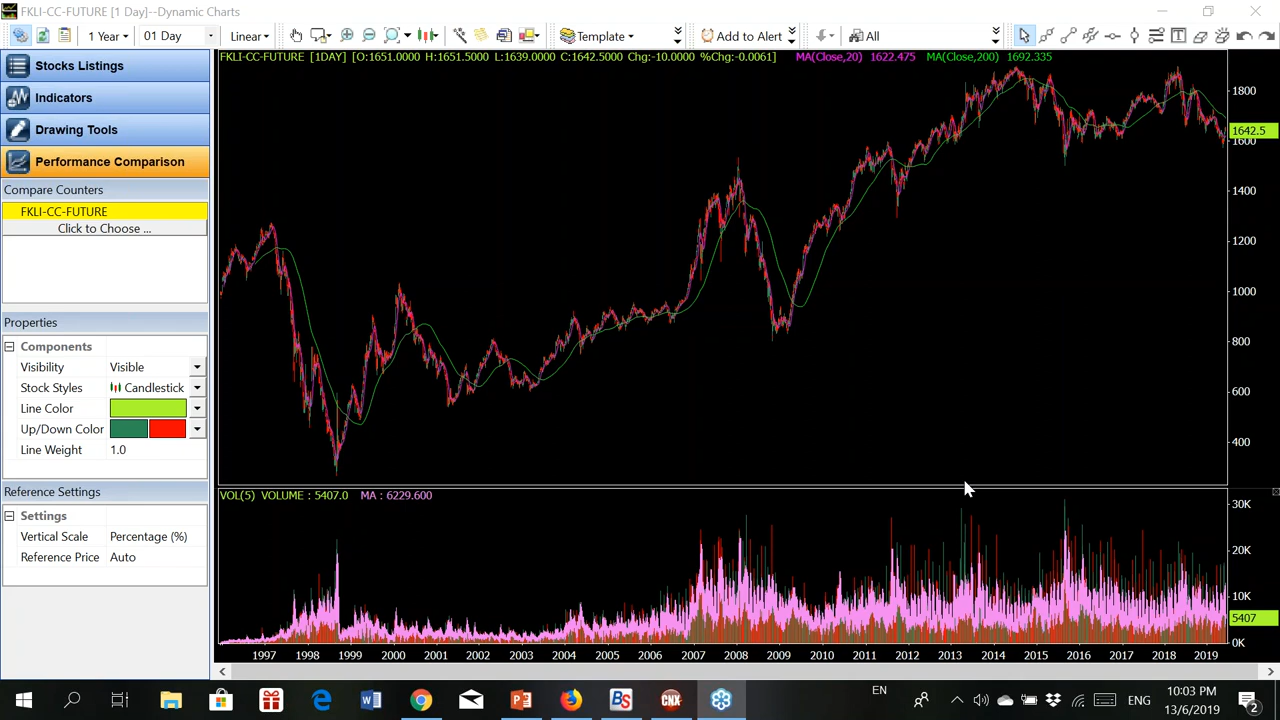 FKLI-CC-FUTURE [1 Day]--Dynamic Charts
1 Year 01 Day Linear Template Add to Alert All
Stocks Listings
Indicators
Drawing Tools
Performance Comparison
Compare Counters
FKLI-CC-FUTURE
Click to Choose ...
Properties
Components
Visibility Visible
Stock Styles Candlestick
Line Color
Up/Down Color
Line Weight 1.0
Reference Settings
Settings
Vertical Scale Percentage (%)
Reference Price Auto
FKLI-CC-FUTURE [1DAY] [O:1651.0000 H:1651.5000 L:1639.0000 C:1642.5000 Chg:-10.0000 %Chg:-0.0061] MA(Close,20) 1622.475 MA(Close,200) 1692.335
1800
1642.5
1600
1400
1200
1000
800
600
400
VOL(5) VOLUME : 5407.0 MA : 6229.600
30K
20K
10K
5407
0K
1997 1998 1999 2000 2001 2002 2003 2004 2005 2006 2007 2008 2009 2010 2011 2012 2013 2014 2015 2016 2017 2018 2019
EN
ENG
10:03 PM
13/6/2019
2
W
P
BS
CNX